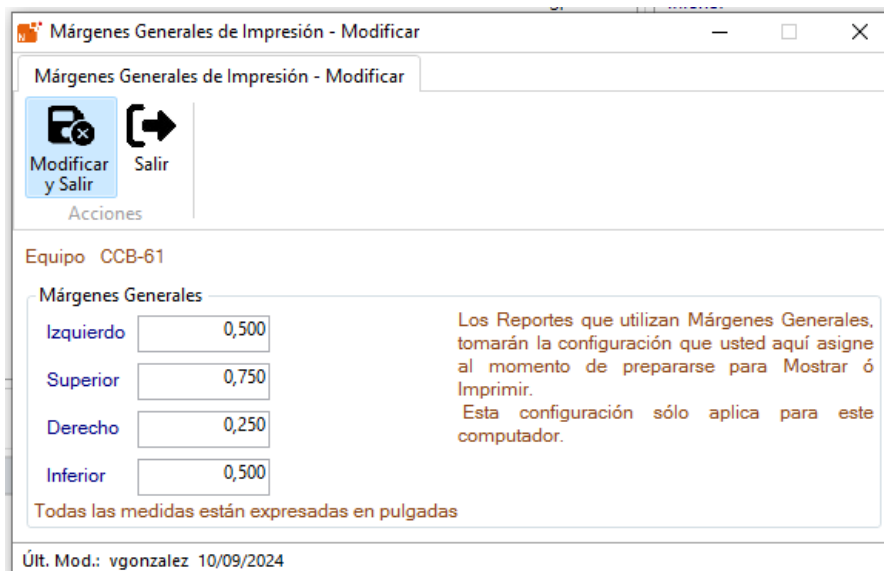 Márgenes Generales de Impresión - Modificar
Márgenes Generales de Impresión - Modificar
Modificar y Salir
Salir
Acciones
Equipo CCB-61
Márgenes Generales
Izquierdo 0,500
Superior 0,750
Derecho 0,250
Inferior 0,500
Los Reportes que utilizan Márgenes Generales,
tomarán la configuración que usted aquí asigne
al momento de prepararse para Mostrar ó
Imprimir.
Esta configuración sólo aplica para este
computador.
Todas las medidas están expresadas en pulgadas
Últ. Mod.: vgonzalez 10/09/2024